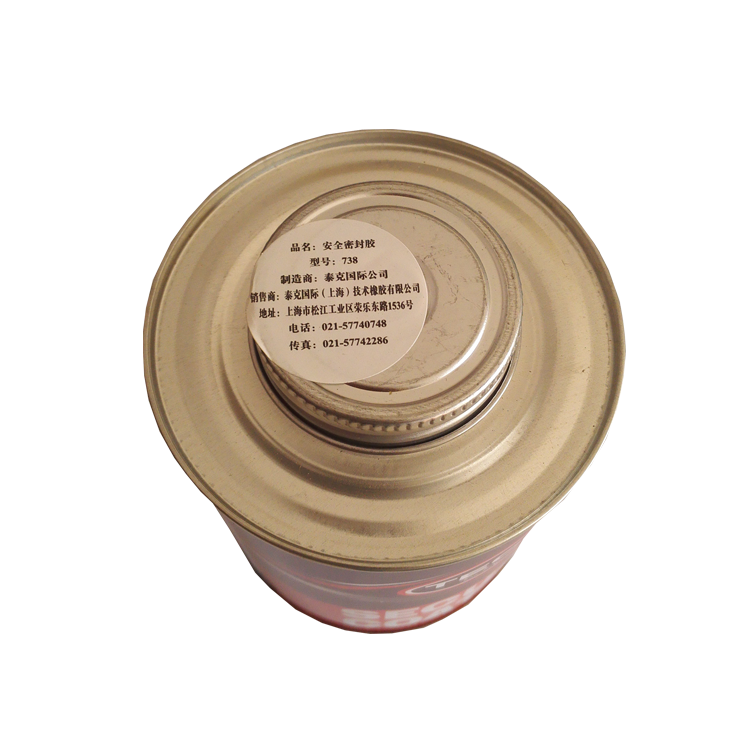 品名：安全密封胶
型号：738
制造商：泰克国际公司
销售商：泰克国际（上海）技术橡胶有限公司
地址：上海市松江工业区荣乐东路1536号
电话：021-57740748
传真：021-57742286